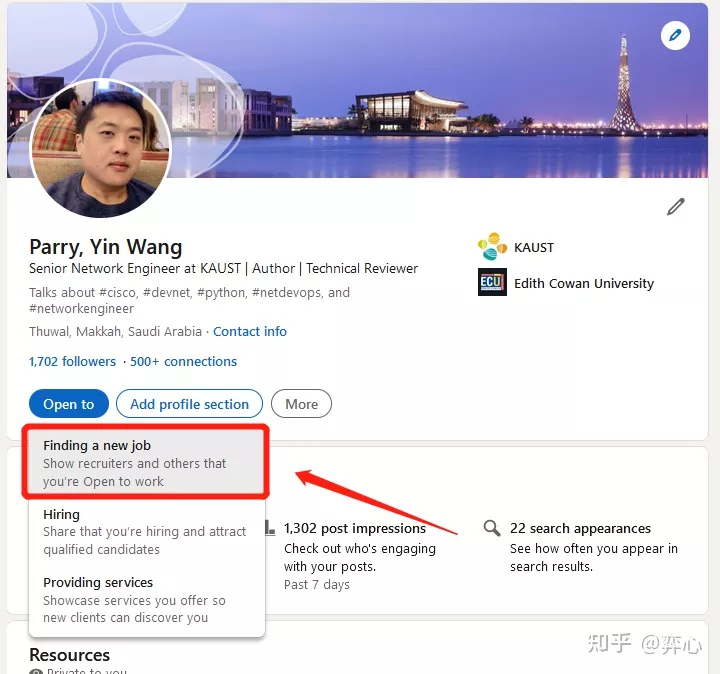 Parry, Yin Wang
Senior Network Engineer at KAUST | Author | Technical Reviewer
Talks about #cisco, #devnet, #python, #netdevops, and
#networkengineer
Thuwal, Makkah, Saudi Arabia · Contact info
1,702 followers · 500+ connections
KAUST
ECU Edith Cowan University
Open to
Add profile section
More
Finding a new job
Show recruiters and others that
you're Open to work
Hiring
Share that you're hiring and attract
qualified candidates
Providing services
Showcase services you offer so
new clients can discover you
1,302 post impressions
Check out who's engaging
with your posts.
Past 7 days
22 search appearances
See how often you appear in
search results.
Resources
Private to you
知乎 @弈心